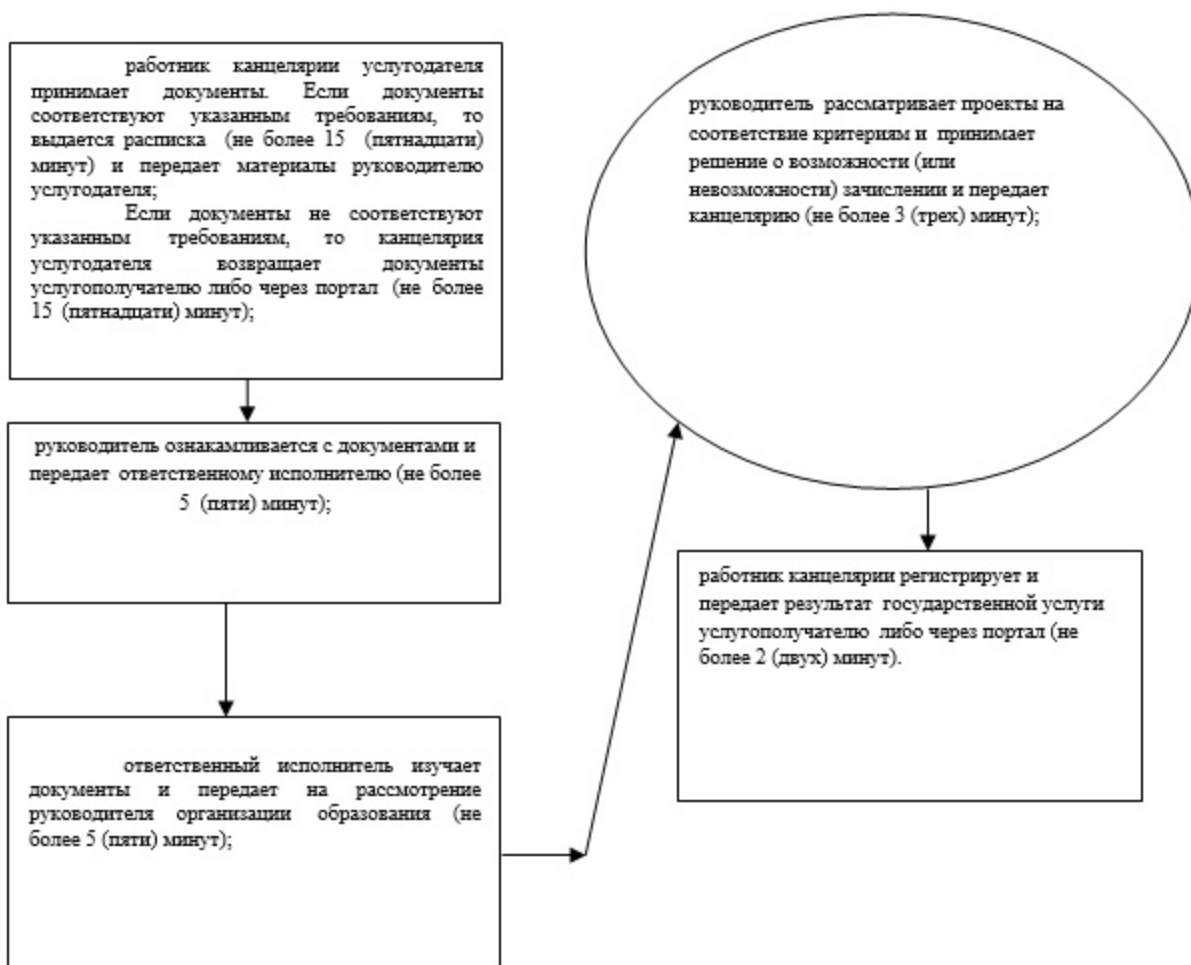 работник канцелярии услугодателя
принимает документы. Если документы
соответствуют указанным требованиям, то
выдается расписка (не более 15 (пятнадцати)
минут) и передает материалы руководителю
услугодателя;
Если документы не соответствуют
указанным требованиям, то канцелярия
услугодателя возвращает документы
услугополучателю либо через портал (не более
15 (пятнадцати) минут);
руководитель ознакамливается с документами и
передает ответственному исполнителю (не более
5 (пяти) минут);
ответственный исполнитель изучает
документы и передает на рассмотрение
руководителя организации образования (не
более 5 (пяти) минут);
руководитель рассматривает проекты на
соответствие критериям и принимает
решение о возможности (или
невозможности) зачислении и передает
канцелярию (не более 3 (трех) минут);
работник канцелярии регистрирует и
передает результат государственной услуги
услугополучателю либо через портал (не
более 2 (двух) минут).